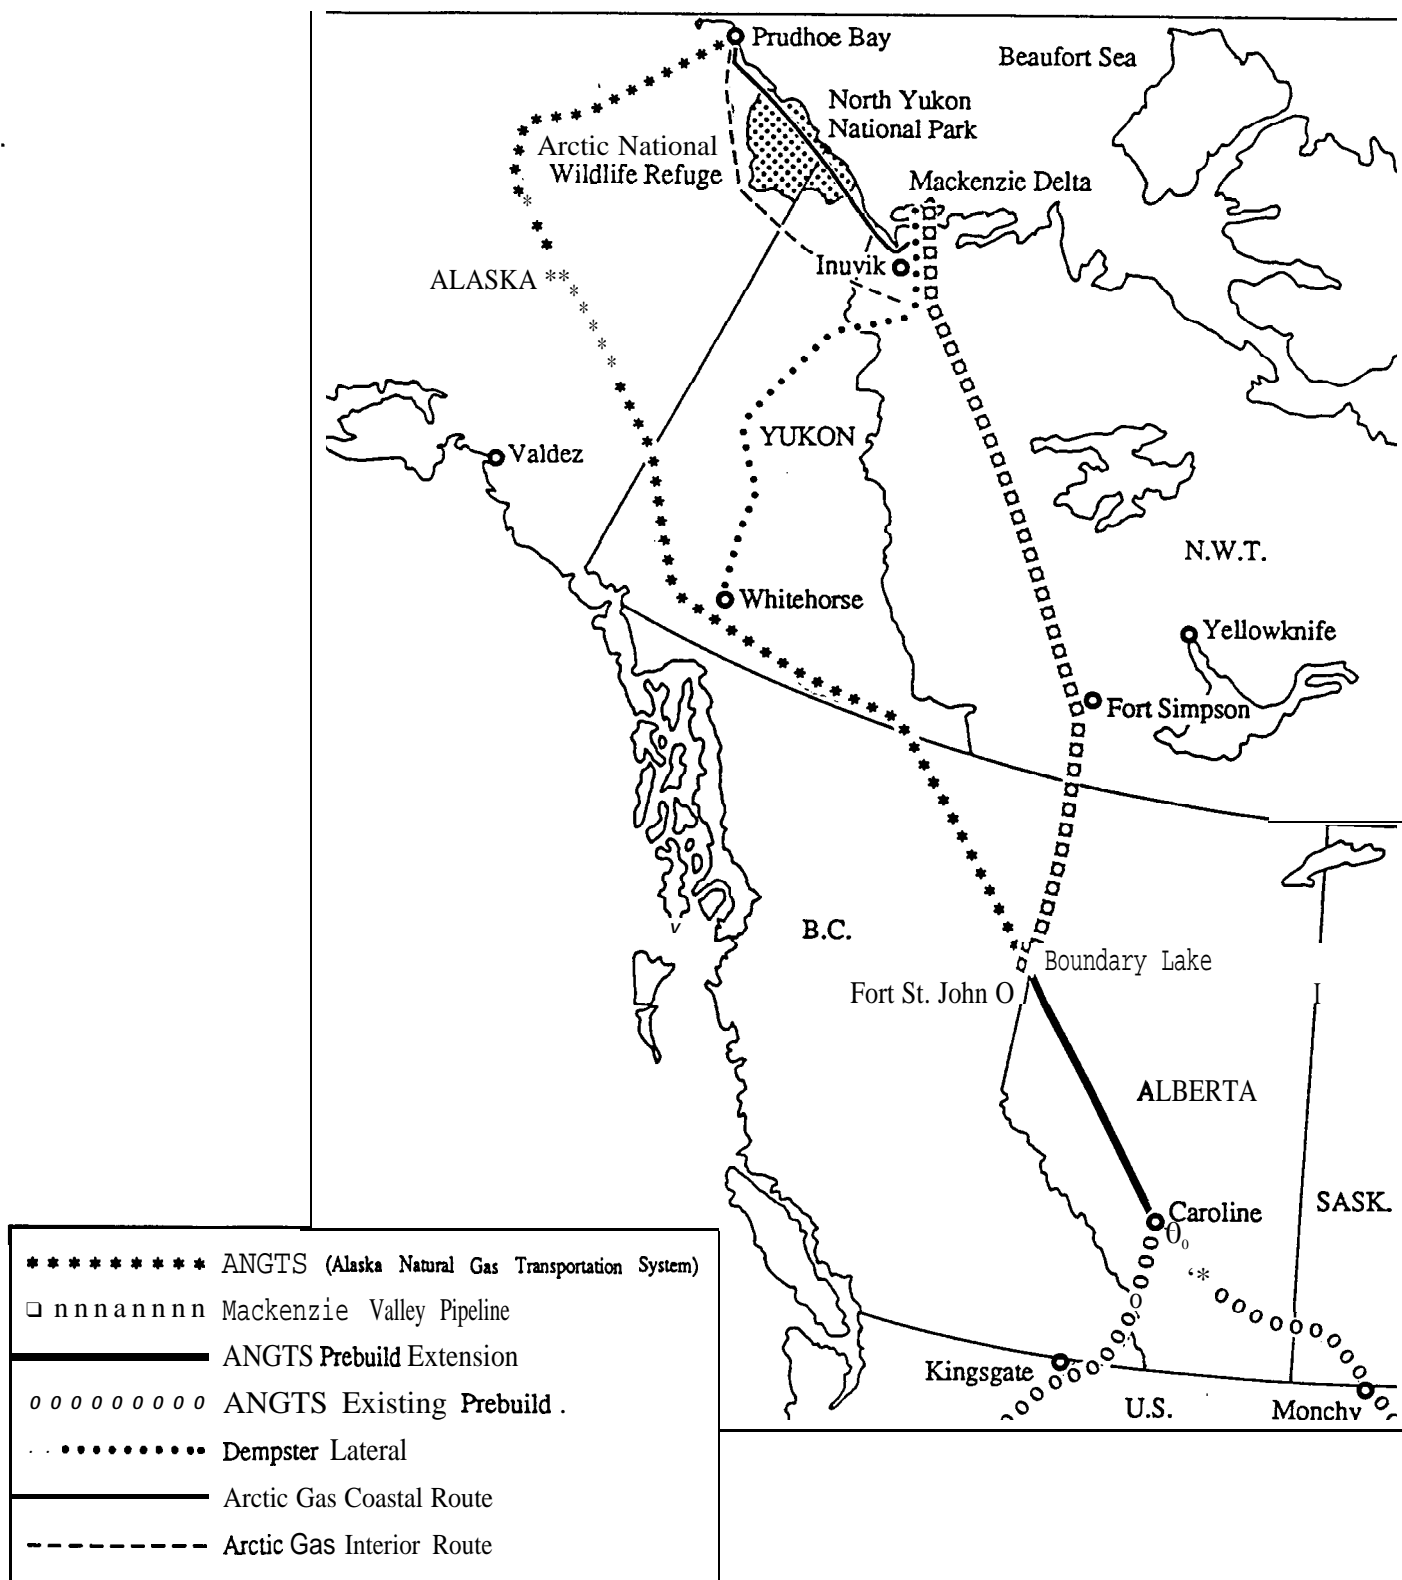 Prudhoe Bay
Beaufort Sea
North Yukon
National Park
Arctic National
Wildlife Refuge
Mackenzie Delta
Inuvik
ALASKA
YUKON
Valdez
N.W.T.
Whitehorse
Yellowknife
Fort Simpson
B.C.
Boundary Lake
Fort St. John
ALBERTA
SASK.
Caroline
Kingsgate
U.S.
Monchy
ANGTS (Alaska Natural Gas Transportation System)
nnnannnn Mackenzie Valley Pipeline
ANGTS Prebuild Extension
ANGTS Existing Prebuild .
Dempster Lateral
Arctic Gas Coastal Route
Arctic Gas Interior Route